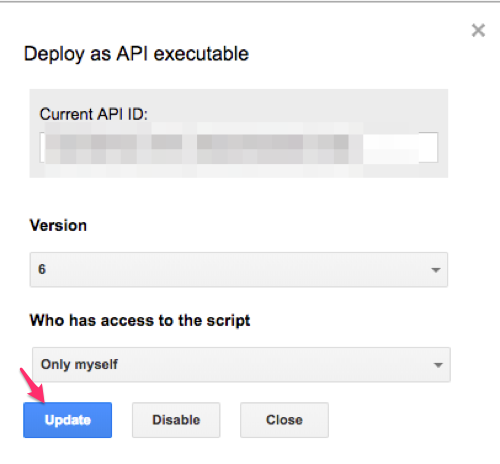 Deploy as API executable
Current API ID:
Version
6
Who has access to the script
Only myself
Update Disable Close